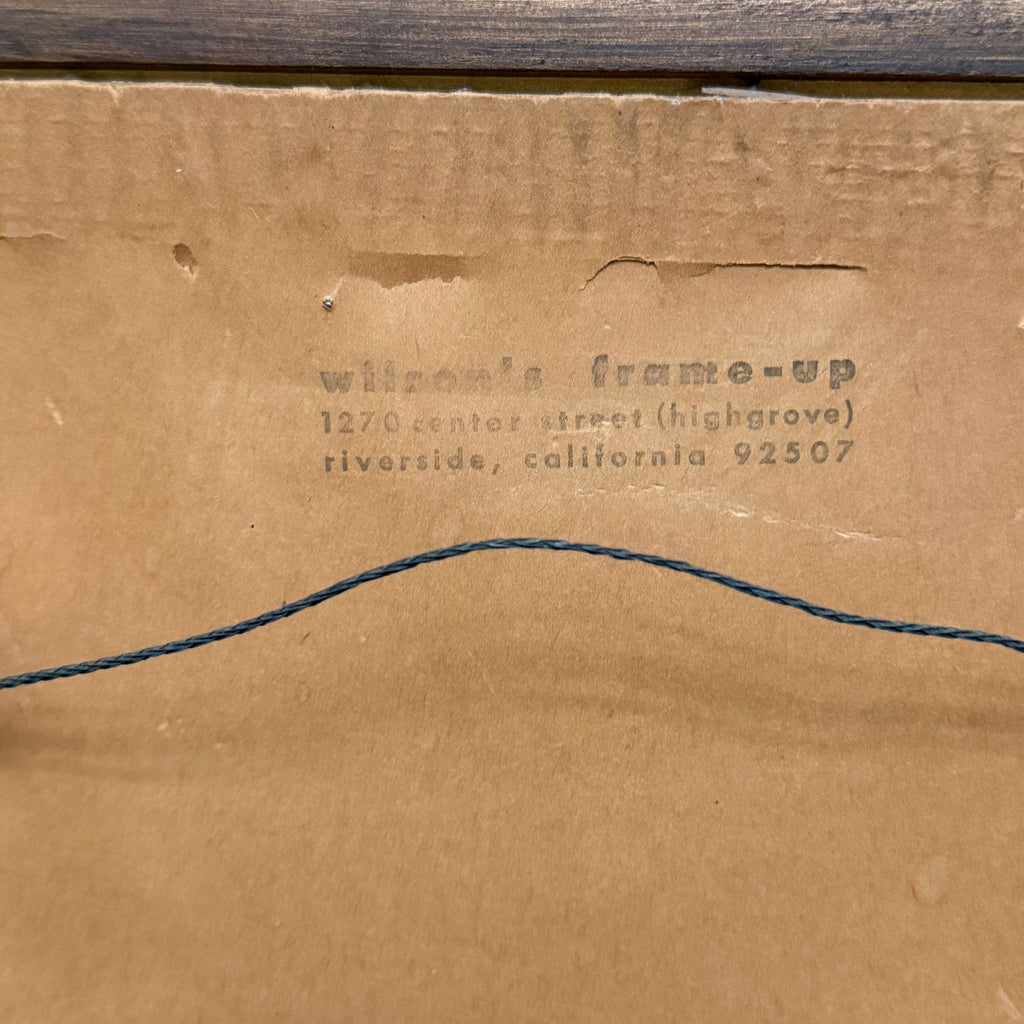 wilson's frame-up
1270 center street (highgrove)
riverside, california 92507